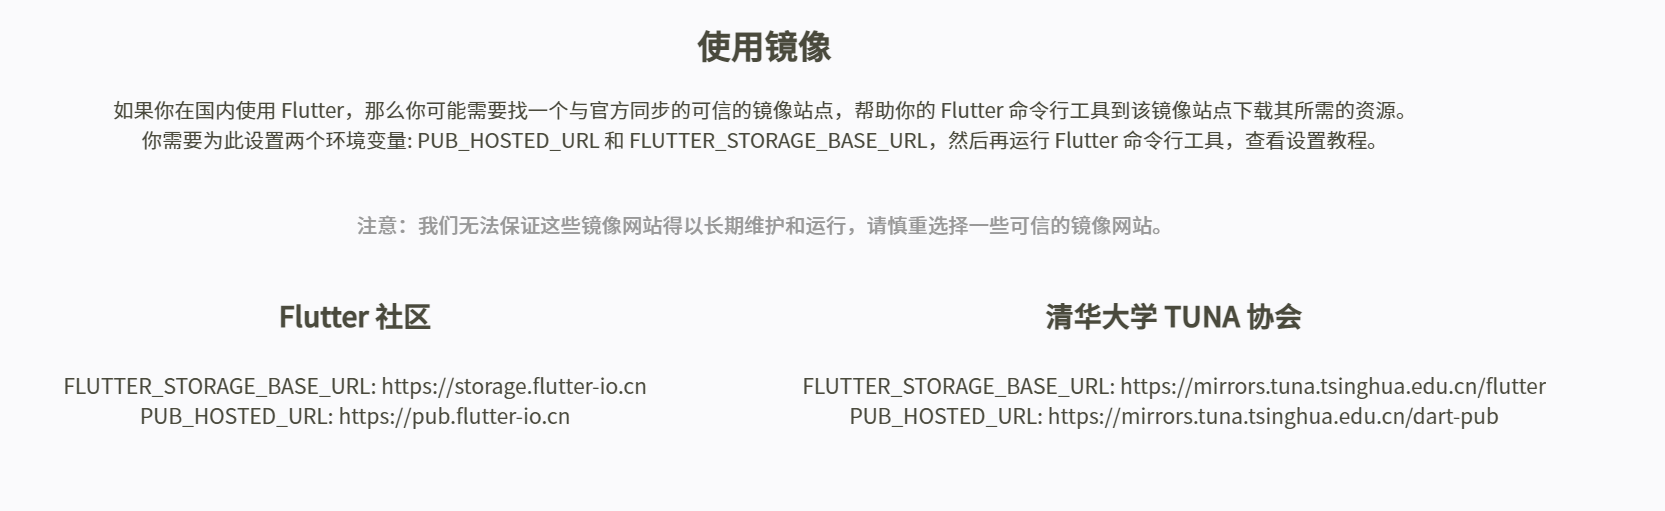 使用镜像
如果你在国内使用 Flutter，那么你可能需要找一个与官方同步的可信的镜像站点，帮助你的 Flutter 命令行工具到该镜像站点下载其所需的资源。
你需要为此设置两个环境变量: PUB_HOSTED_URL 和 FLUTTER_STORAGE_BASE_URL，然后再运行 Flutter 命令行工具，查看设置教程。
注意：我们无法保证这些镜像网站得以长期维护和运行，请慎重选择一些可信的镜像网站。
Flutter 社区
FLUTTER_STORAGE_BASE_URL: https://storage.flutter-io.cn
PUB_HOSTED_URL: https://pub.flutter-io.cn
清华大学 TUNA 协会
FLUTTER_STORAGE_BASE_URL: https://mirrors.tuna.tsinghua.edu.cn/flutter
PUB_HOSTED_URL: https://mirrors.tuna.tsinghua.edu.cn/dart-pub